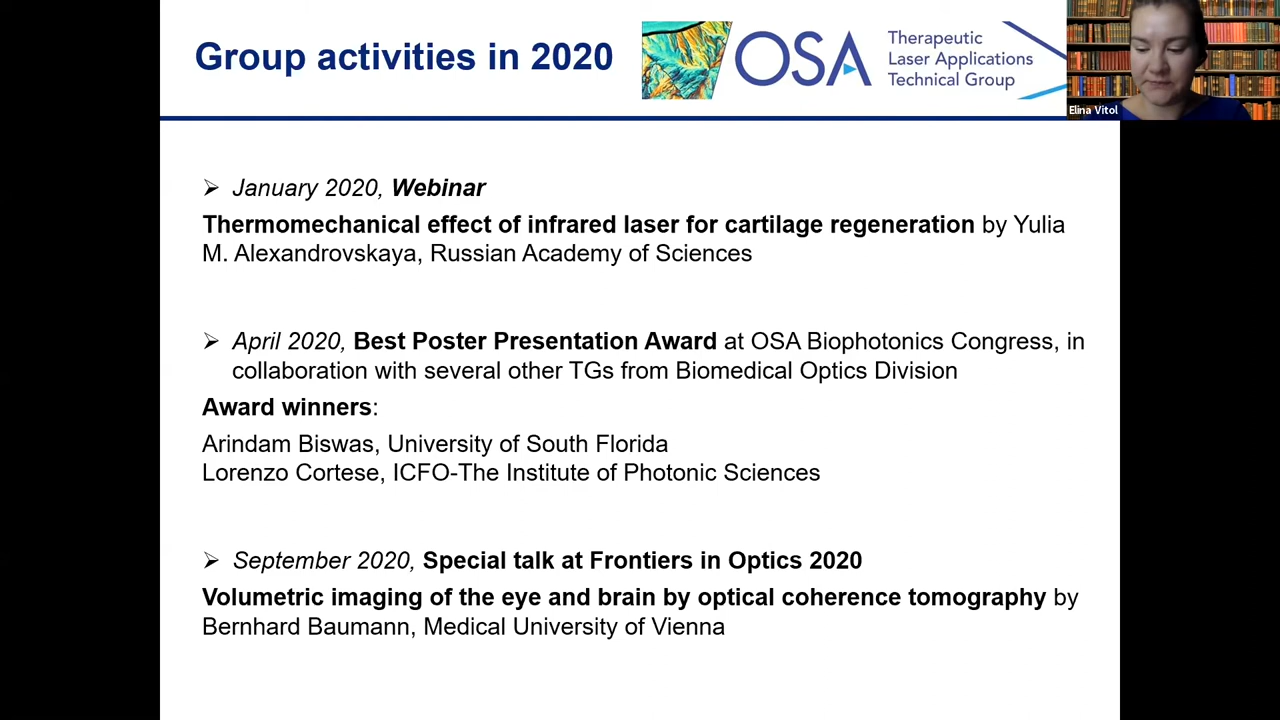 Group activities in 2020
OSA
Therapeutic
Laser Applications
Technical Group
Elina Vitol
➢ January 2020, Webinar
Thermomechanical effect of infrared laser for cartilage regeneration by Yulia
M. Alexandrovskaya, Russian Academy of Sciences
➢ April 2020, Best Poster Presentation Award at OSA Biophotonics Congress, in
collaboration with several other TGs from Biomedical Optics Division
Award winners:
Arindam Biswas, University of South Florida
Lorenzo Cortese, ICFO-The Institute of Photonic Sciences
➢ September 2020, Special talk at Frontiers in Optics 2020
Volumetric imaging of the eye and brain by optical coherence tomography by
Bernhard Baumann, Medical University of Vienna